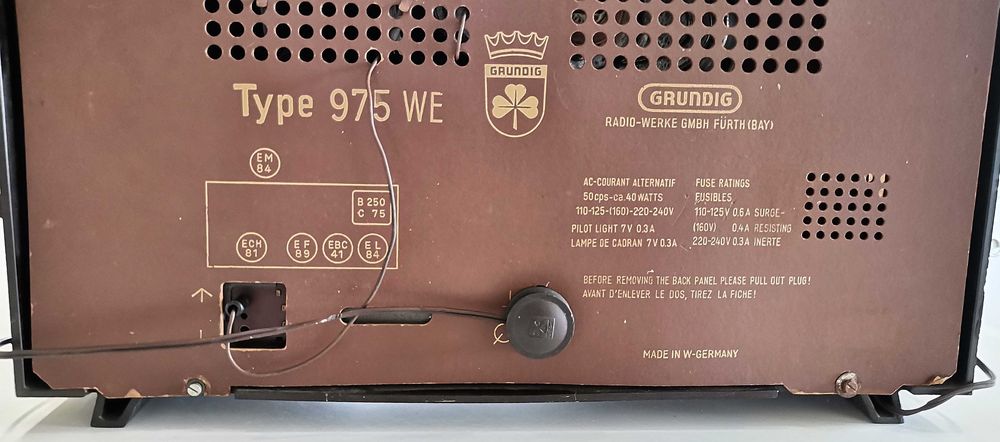 GRUNDIG
Type 975 WE
GRUNDIG
RADIO-WERKE GMBH FÜRTH (BAY)
EM
84
B 250
C 75
ECH
81
EF
89
EBC
41
EL
84
AC-COURANT ALTERNATIF
50cps-ca.40WATTS
110-125-(160)-220-240V
PILOT LIGHT 7V 0.3A
LAMPE DE CADRAN 7V 0.3A
FUSE RATINGS
FUSIBLES
110-125V 0.6A SURGE-
(160V) 0.4A RESISTING
220-240V 0.3A INERTE
BEFORE REMOVING THE BACK PANEL PLEASE PULL OUT PLUG!
AVANT D'ENLEVER LE DOS, TIREZ LA FICHE!
MADE IN W-GERMANY